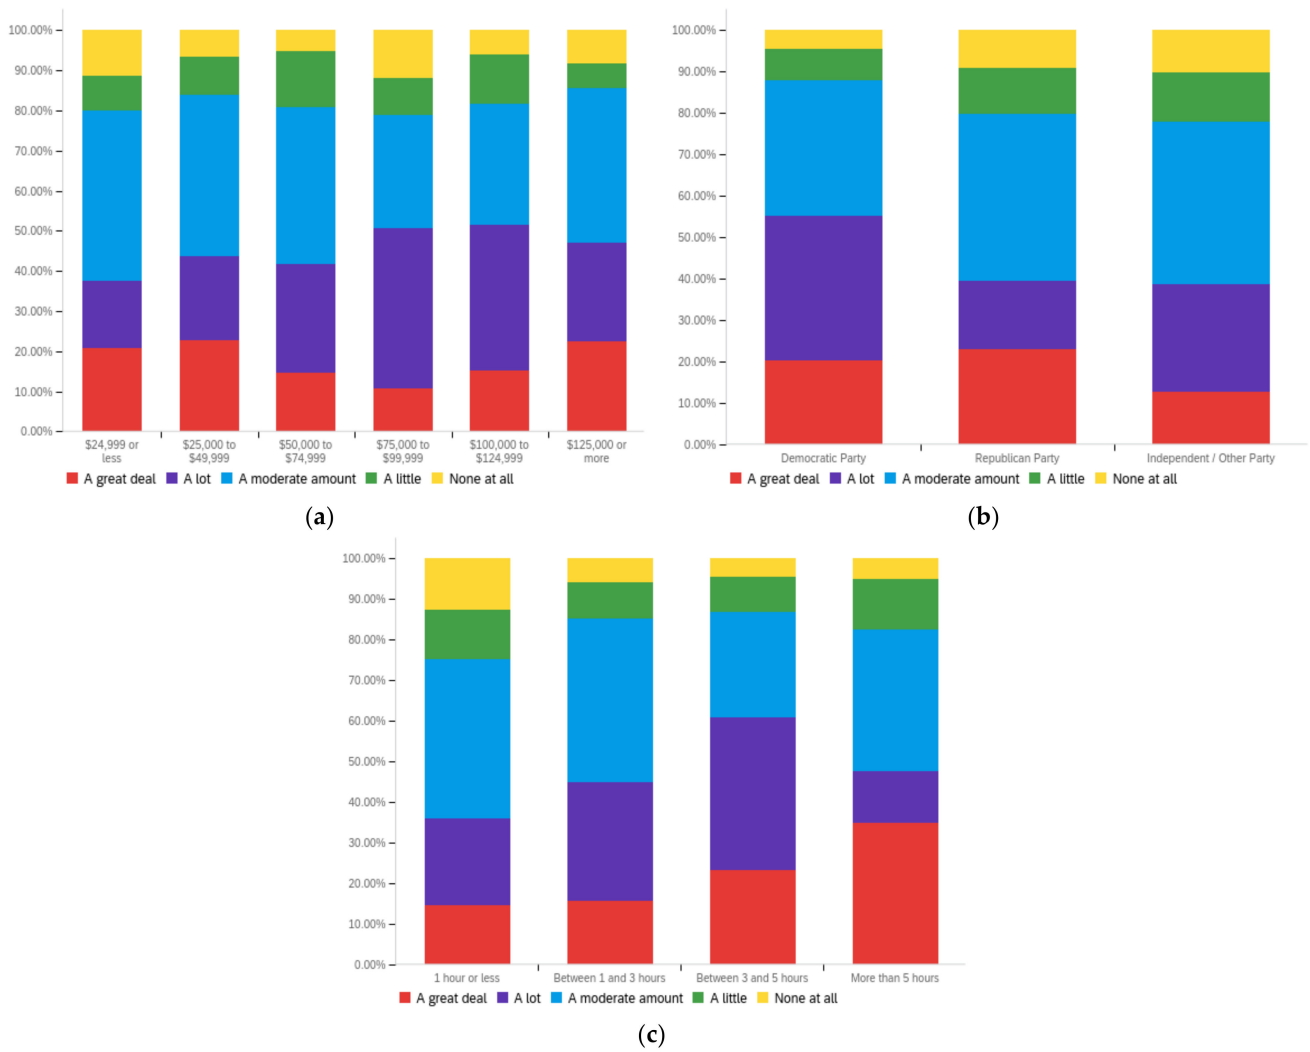 100.00%
90.00%
80.00%
70.00%
60.00%
50.00%
40.00%
30.00%
20.00%
10.00%
0.00%
$24,999 or less
$25,000 to $49,999
$50,000 to $74,999
$75,000 to $99,999
$100,000 to $124,999
$125,000 or more
A great deal A lot A moderate amount A little None at all
(a)
100.00%
90.00%
80.00%
70.00%
60.00%
50.00%
40.00%
30.00%
20.00%
10.00%
0.00%
Democratic Party Republican Party Independent / Other Party
A great deal A lot A moderate amount A little None at all
(b)
100.00%
90.00%
80.00%
70.00%
60.00%
50.00%
40.00%
30.00%
20.00%
10.00%
0.00%
1 hour or less Between 1 and 3 hours Between 3 and 5 hours More than 5 hours
A great deal A lot A moderate amount A little None at all
(c)